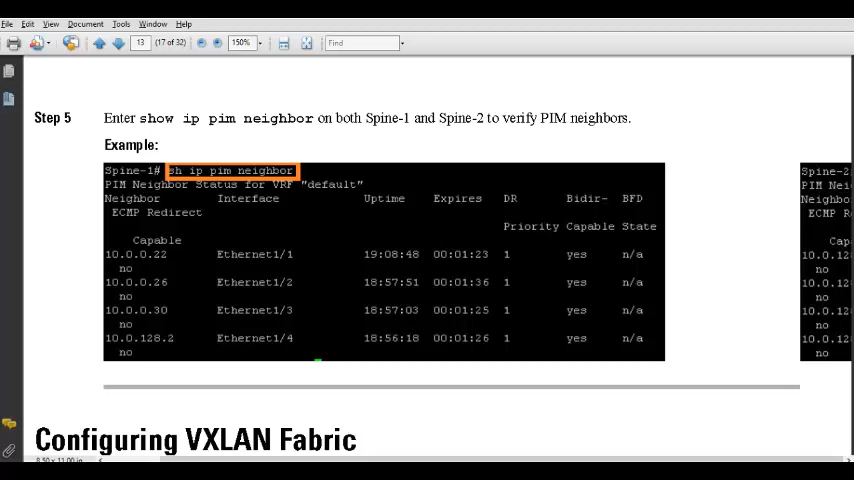 File Edit View Document Tools Window Help
13 (17 of 32) 150% Find
Step 5 Enter show ip pim neighbor on both Spine-1 and Spine-2 to verify PIM neighbors.
Example:
Spine-1# sh ip pim neighbor
PIM Neighbor Status for VRF "default"
Neighbor Interface Uptime Expires DR Bidir- BFD
ECMP Redirect
Priority Capable State
Capable
10.0.0.22 Ethernet1/1 19:08:48 00:01:23 1 yes n/a
no
10.0.0.26 Ethernet1/2 18:57:51 00:01:36 1 yes n/a
no
10.0.0.30 Ethernet1/3 18:57:03 00:01:25 1 yes n/a
no
10.0.128.2 Ethernet1/4 18:56:18 00:01:26 1 yes n/a
no
Spine-2
PIM Nei
Neighbo
ECMP R
Cap
10.0.12
no
10.0.12
no
10.0.12
no
10.0.12
no
Configuring VXLAN Fabric
8.50 x 11.00 in